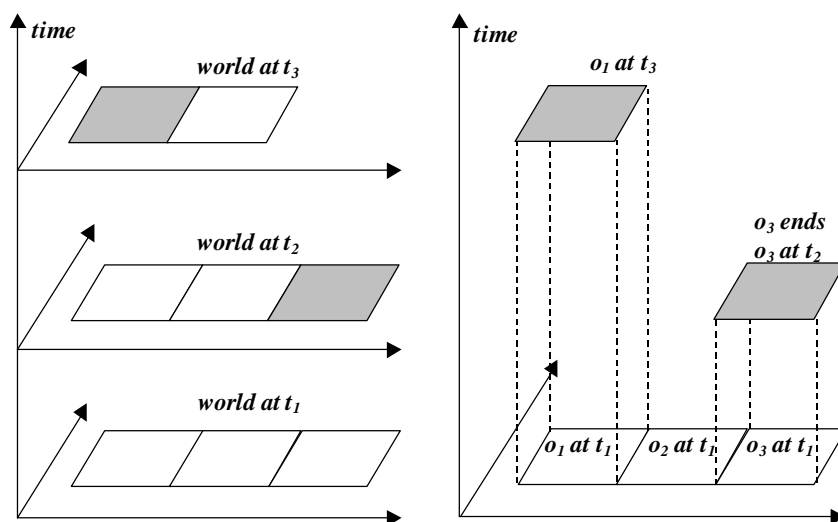 time
world at t3
world at t2
world at t1
time
o1 at t3
o3 ends
o3 at t2
o1 at t1
o2 at t1
o3 at t1